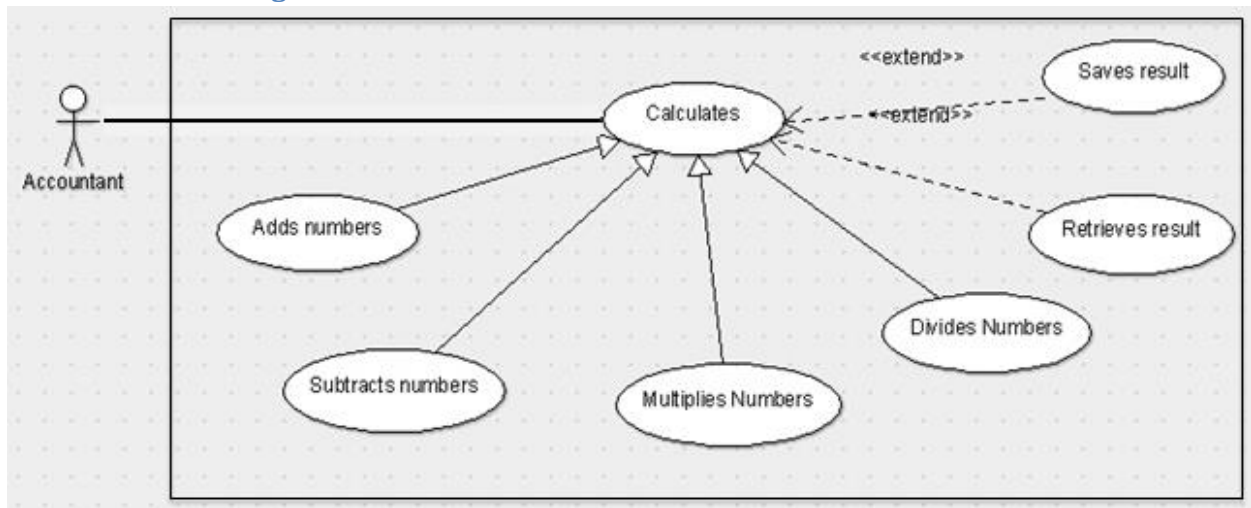 <<extend>>
Saves result
Calculates
<<extend>>
Accountant
Adds numbers
Retrieves result
Divides Numbers
Subtracts numbers
Multiplies Numbers